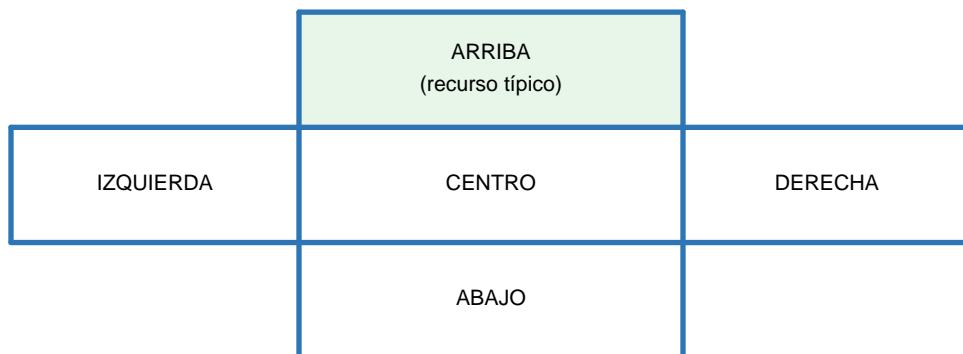 ARRIBA
(recurso típico)
IZQUIERDA
CENTRO
DERECHA
ABAJO